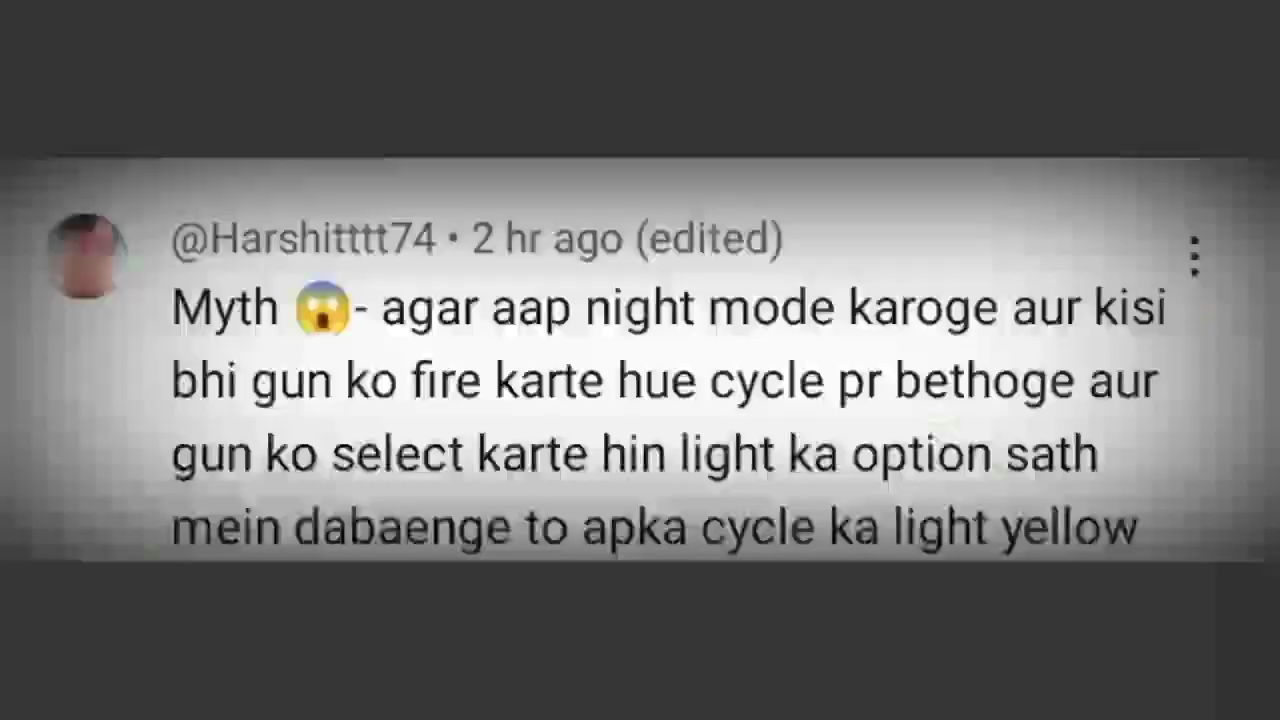 @Harshitttt74 • 2 hr ago (edited)
Myth 😱- agar aap night mode karoge aur kisi
bhi gun ko fire karte hue cycle pr bethoge aur
gun ko select karte hin light ka option sath
mein dabaenge to apka cycle ka light yellow